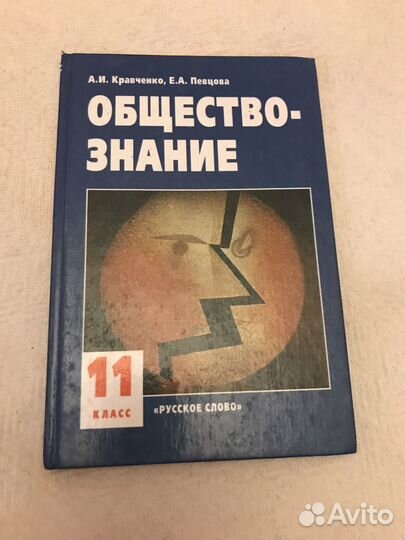 А.И. Кравченко, Е.А. Певцова
ОБЩЕСТВО-
ЗНАНИЕ
11
КЛАСС
«РУССКОЕ СЛОВО»
Avito